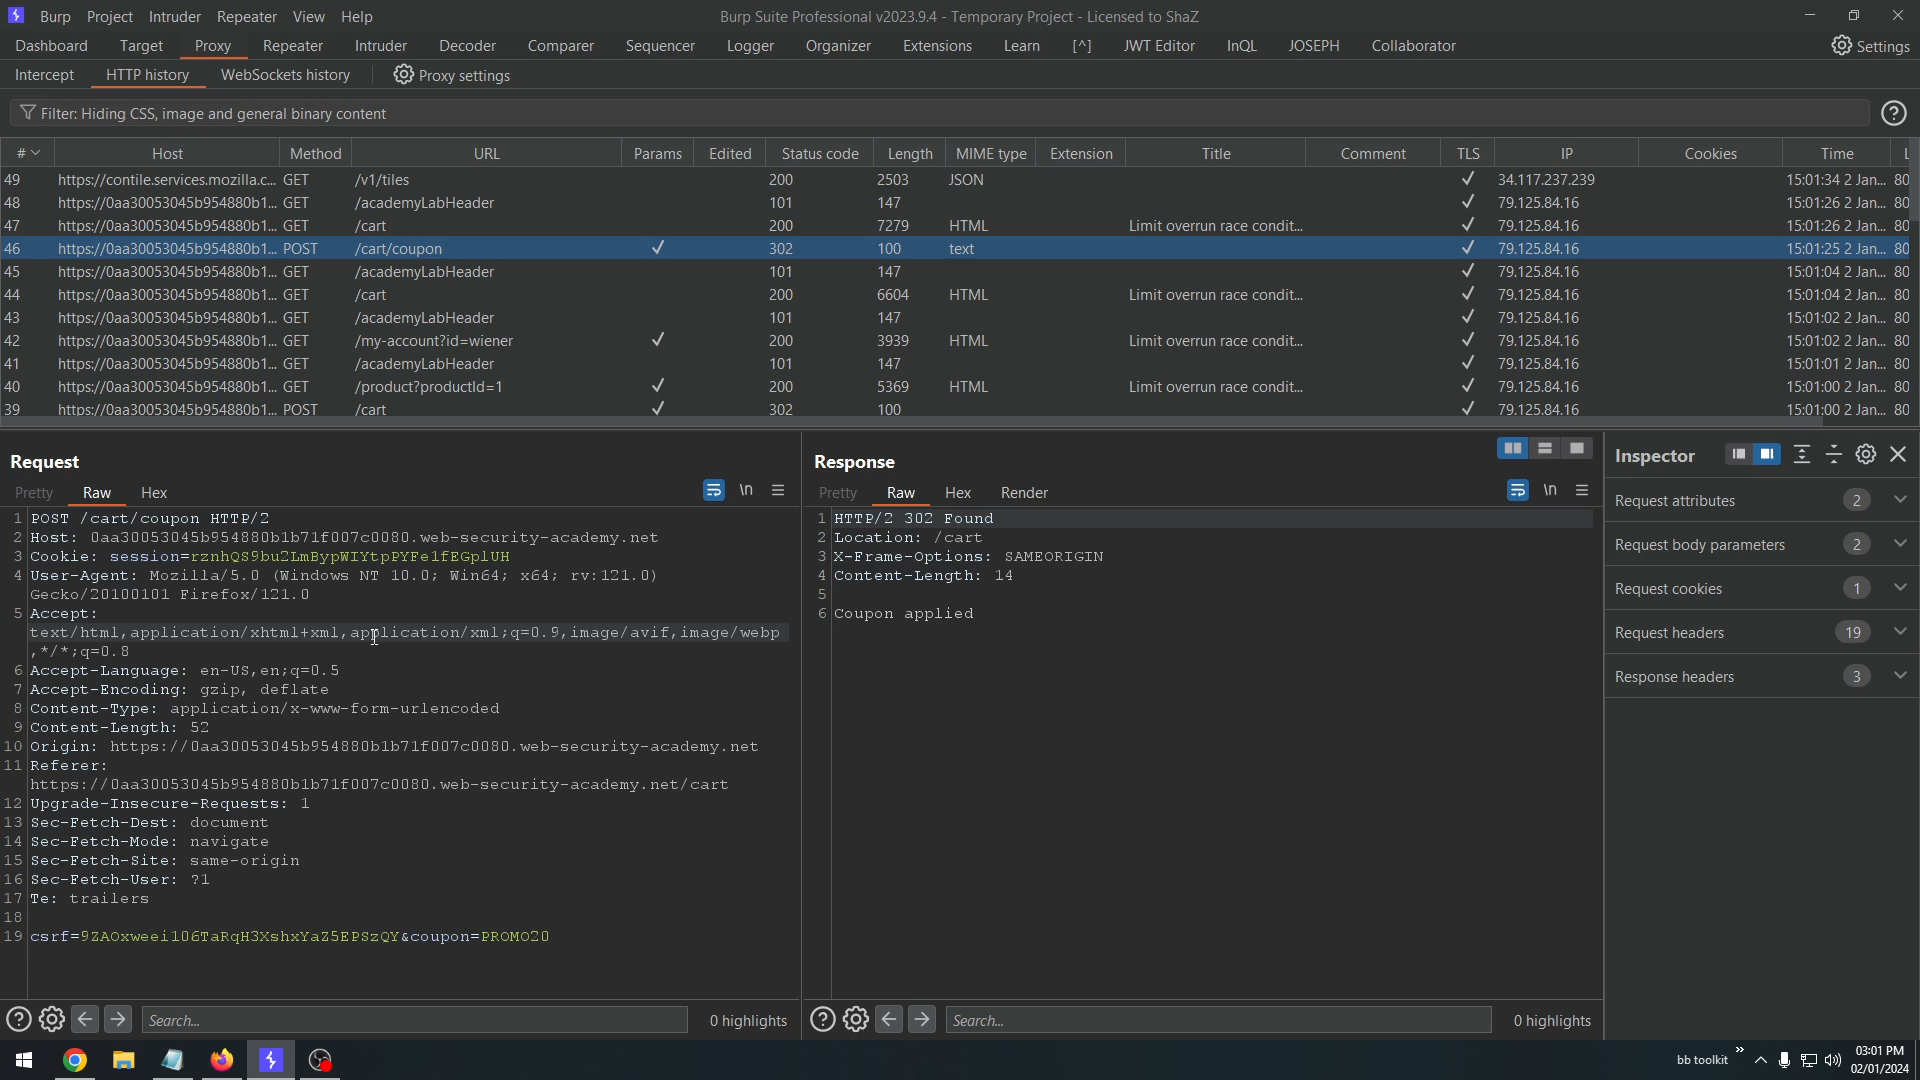 Burp Project Intruder Repeater View Help Burp Suite Professional v2023.9.4 - Temporary Project - Licensed to ShaZ
Dashboard Target Proxy Repeater Intruder Decoder Comparer Sequencer Logger Organizer Extensions Learn [^] JWT Editor InQL JOSEPH Collaborator Settings
Intercept HTTP history WebSockets history Proxy settings
Filter: Hiding CSS, image and general binary content
# Host Method URL Params Edited Status code Length MIME type Extension Title Comment TLS IP Cookies Time L
49 https://contile.services.mozilla.c... GET /v1/tiles 200 2503 JSON ✓ 34.117.237.239 15:01:34 2 Jan... 80
48 https://0aa30053045b954880b1... GET /academyLabHeader 101 147 ✓ 79.125.84.16 15:01:26 2 Jan... 80
47 https://0aa30053045b954880b1... GET /cart 200 7279 HTML Limit overrun race condit... ✓ 79.125.84.16 15:01:26 2 Jan... 80
46 https://0aa30053045b954880b1... POST /cart/coupon ✓ 302 100 text ✓ 79.125.84.16 15:01:25 2 Jan... 80
45 https://0aa30053045b954880b1... GET /academyLabHeader 101 147 ✓ 79.125.84.16 15:01:04 2 Jan... 80
44 https://0aa30053045b954880b1... GET /cart 200 6604 HTML Limit overrun race condit... ✓ 79.125.84.16 15:01:04 2 Jan... 80
43 https://0aa30053045b954880b1... GET /academyLabHeader 101 147 ✓ 79.125.84.16 15:01:02 2 Jan... 80
42 https://0aa30053045b954880b1... GET /my-account?id=wiener ✓ 200 3939 HTML Limit overrun race condit... ✓ 79.125.84.16 15:01:02 2 Jan... 80
41 https://0aa30053045b954880b1... GET /academyLabHeader 101 147 ✓ 79.125.84.16 15:01:01 2 Jan... 80
40 https://0aa30053045b954880b1... GET /product?productId=1 ✓ 200 5369 HTML Limit overrun race condit... ✓ 79.125.84.16 15:01:00 2 Jan... 80
39 https://0aa30053045b954880b1... POST /cart ✓ 302 100 ✓ 79.125.84.16 15:01:00 2 Jan... 80
Request
Pretty Raw Hex \n
1 POST /cart/coupon HTTP/2
2 Host: 0aa30053045b954880b1b71f007c0080.web-security-academy.net
3 Cookie: session=rznhQS9bu2LmBypWIYtpPYFe1fEGplUH
4 User-Agent: Mozilla/5.0 (Windows NT 10.0; Win64; x64; rv:121.0)
Gecko/20100101 Firefox/121.0
5 Accept:
text/html,application/xhtml+xml,application/xml;q=0.9,image/avif,image/webp
,*/*;q=0.8
6 Accept-Language: en-US,en;q=0.5
7 Accept-Encoding: gzip, deflate
8 Content-Type: application/x-www-form-urlencoded
9 Content-Length: 52
10 Origin: https://0aa30053045b954880b1b71f007c0080.web-security-academy.net
11 Referer:
https://0aa30053045b954880b1b71f007c0080.web-security-academy.net/cart
12 Upgrade-Insecure-Requests: 1
13 Sec-Fetch-Dest: document
14 Sec-Fetch-Mode: navigate
15 Sec-Fetch-Site: same-origin
16 Sec-Fetch-User: ?1
17 Te: trailers
18
19 csrf=9ZAOxweei1O6TaRqH3XshxYaZ5EPSzQY&coupon=PROMO20
Search... 0 highlights
Response
Pretty Raw Hex Render \n
1 HTTP/2 302 Found
2 Location: /cart
3 X-Frame-Options: SAMEORIGIN
4 Content-Length: 14
5
6 Coupon applied
Search... 0 highlights
Inspector
Request attributes 2
Request body parameters 2
Request cookies 1
Request headers 19
Response headers 3
bb toolkit 03:01 PM
02/01/2024